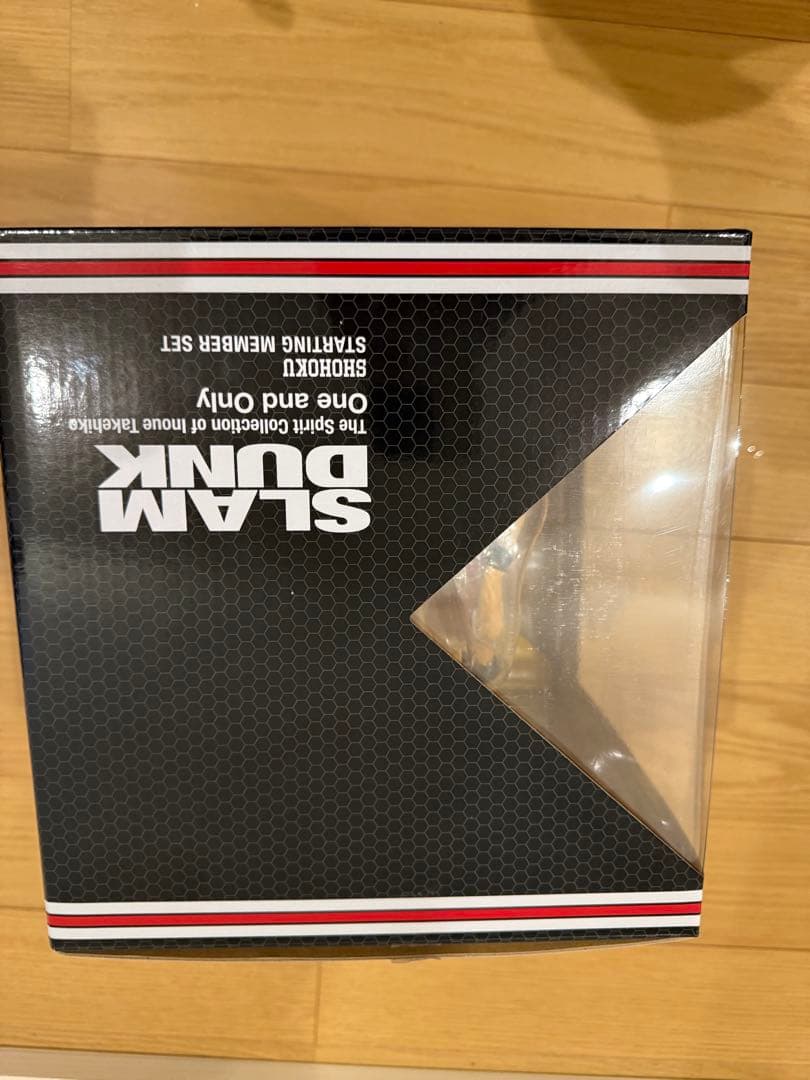 SLAM
DUNK
The Spirit Collection of Inoue Takehiko
One and Only
SHOHOKU
STARTING MEMBER SET